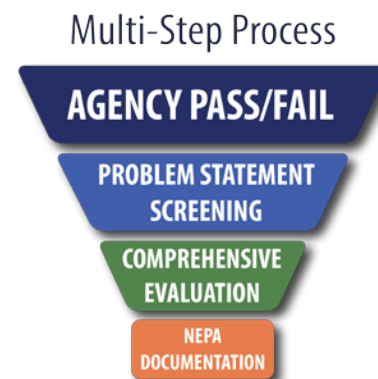 Multi-Step Process
AGENCY PASS/FAIL
PROBLEM STATEMENT
SCREENING
COMPREHENSIVE
EVALUATION
NEPA
DOCUMENTATION